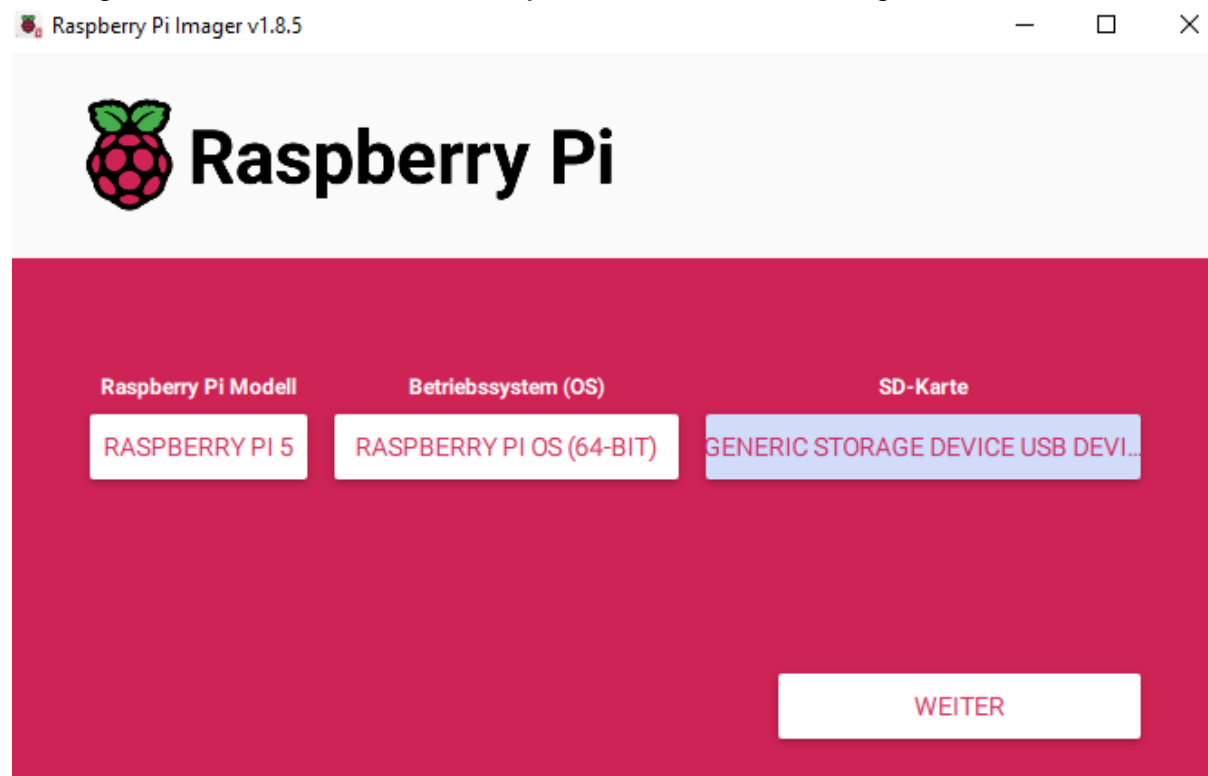 Raspberry Pi Imager v1.8.5
Raspberry Pi
Raspberry Pi Modell Betriebssystem (OS) SD-Karte
RASPBERRY PI 5 RASPBERRY PI OS (64-BIT) GENERIC STORAGE DEVICE USB DEVI...
WEITER